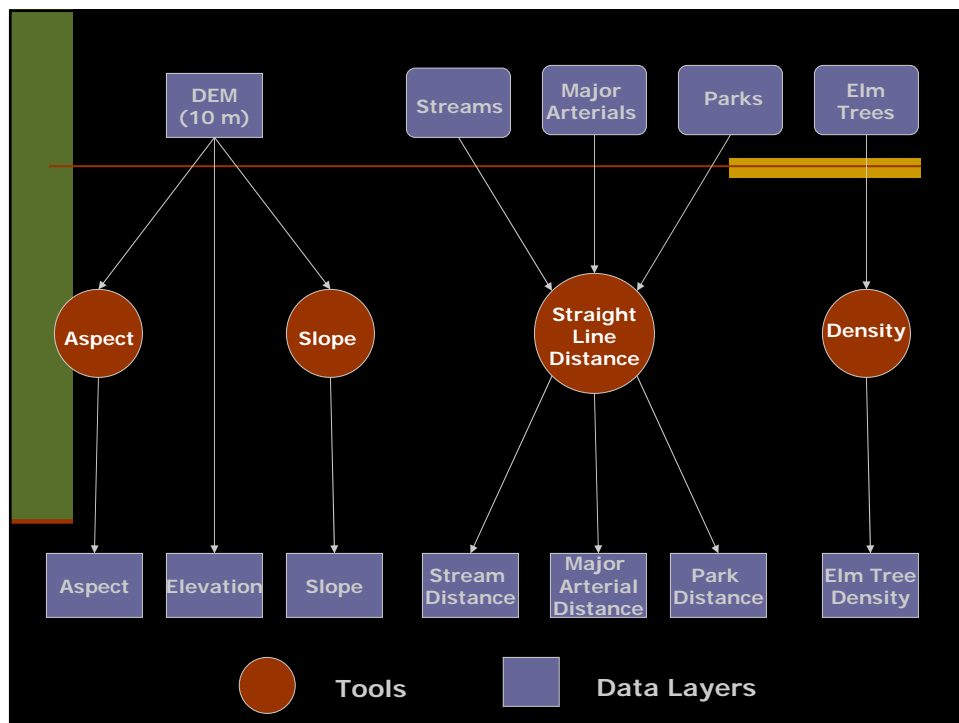 DEM
(10 m)
Streams
Major
Arterials
Parks
Elm
Trees
Aspect
Slope
Straight
Line
Distance
Density
Aspect
Elevation
Slope
Stream
Distance
Major
Arterial
Distance
Park
Distance
Elm Tree
Density
Tools
Data Layers